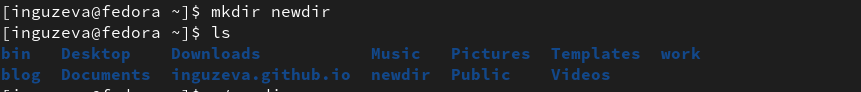 [inguzeva@fedora ~]$ mkdir newdir
[inguzeva@fedora ~]$ ls
bin Desktop Downloads Music Pictures Templates work
blog Documents inguzeva.github.io newdir Public Videos